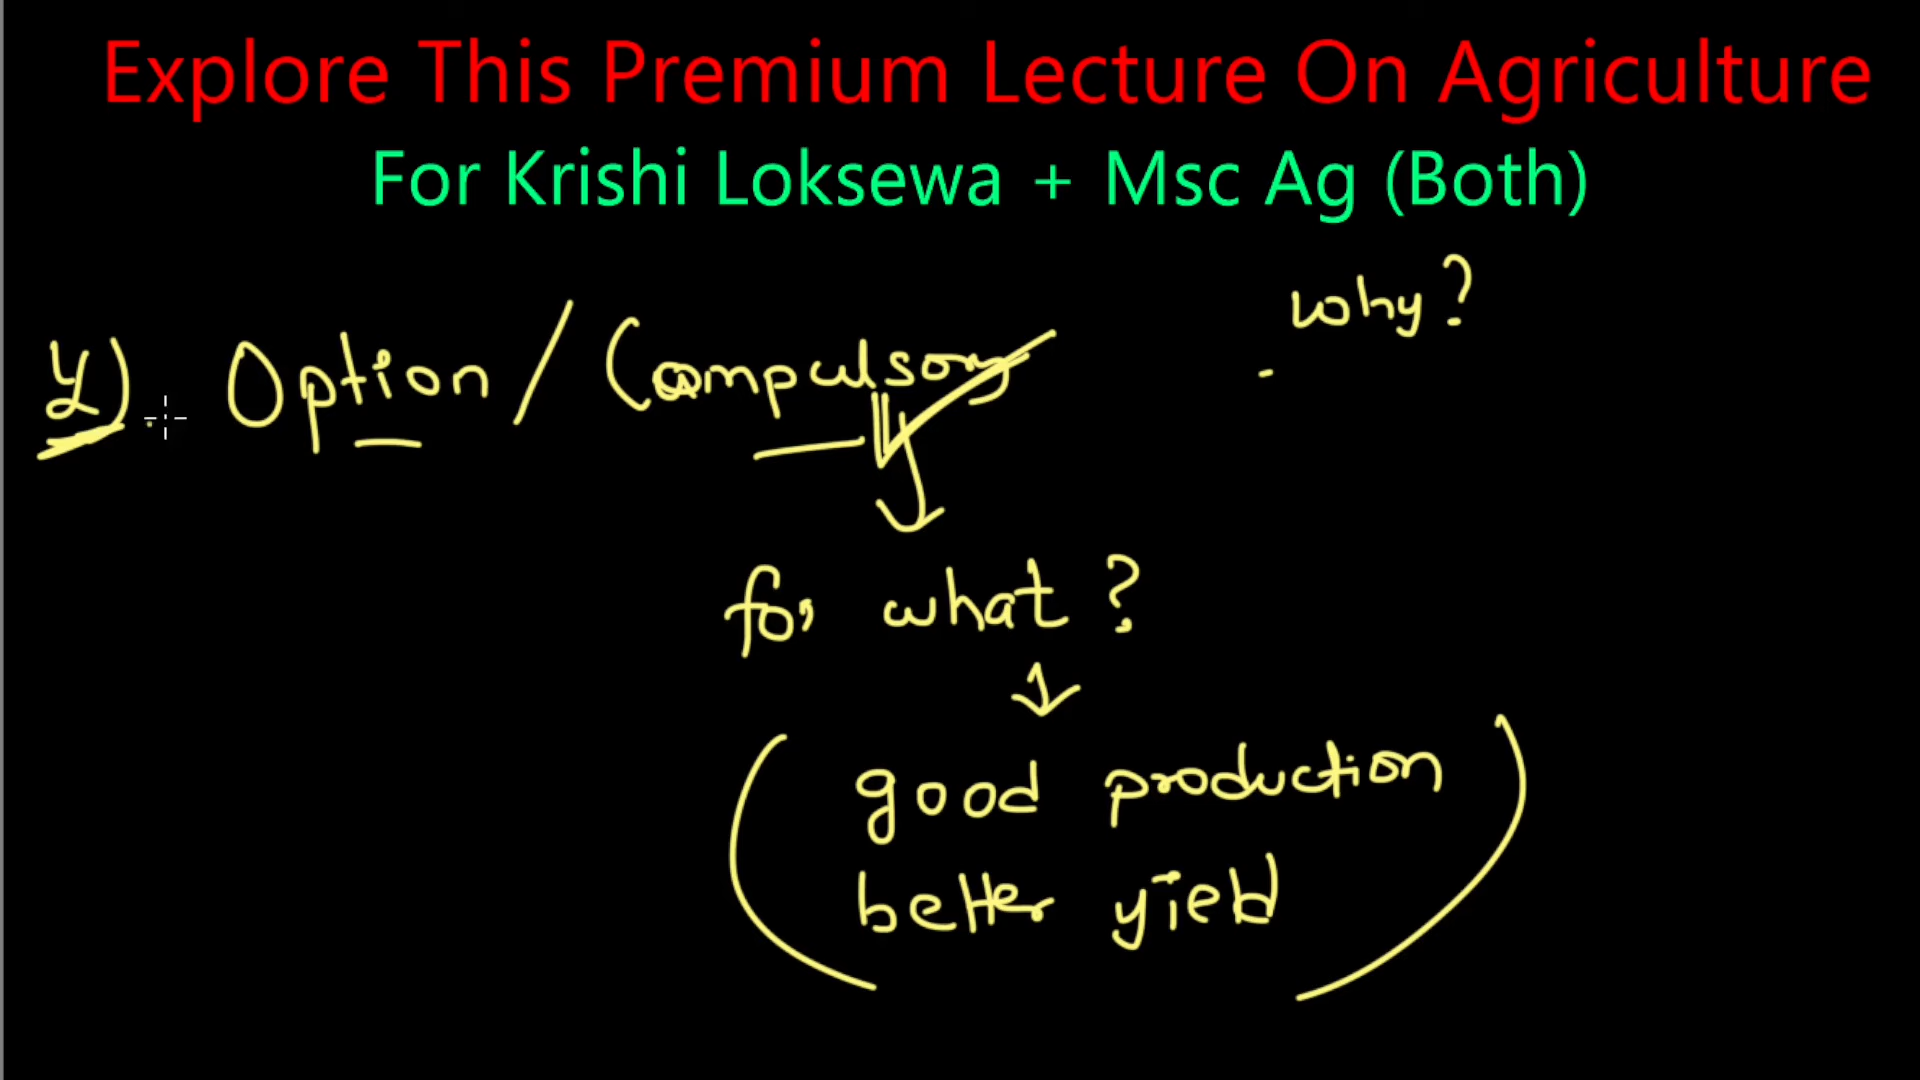 Explore This Premium Lecture On Agriculture
For Krishi Loksewa + Msc Ag (Both)
why?
Option / Compulsory
for what ?
good production
better yield